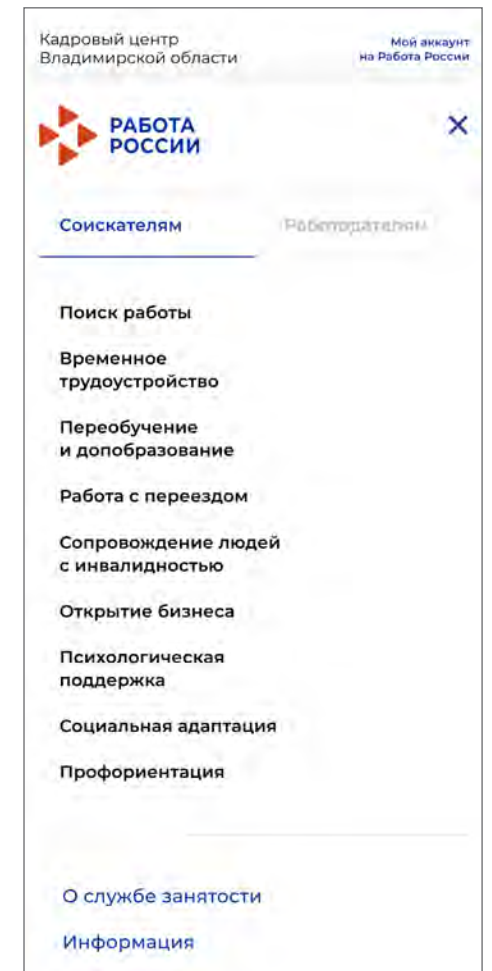 Кадровый центр
Владимирской области
Мой аккаунт
на Работа России
РАБОТА
РОССИИ
Соискателям
Работодателям
Поиск работы
Временное
трудоустройство
Переобучение
и допобразование
Работа с переездом
Сопровождение людей
с инвалидностью
Открытие бизнеса
Психологическая
поддержка
Социальная адаптация
Профориентация
О службе занятости
Информация